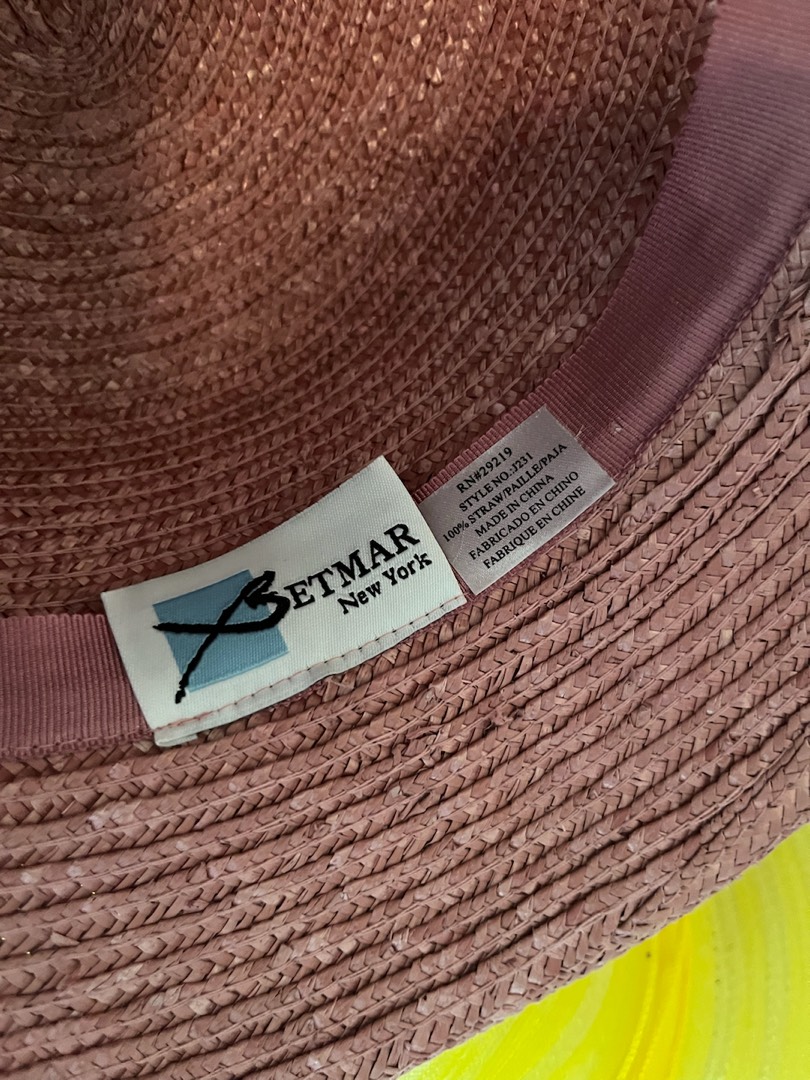 BETMAR
New York
RN#29219
STYLE NO.:J231
100% STRAW/PAILLE/PAJA
MADE IN CHINA
FABRICADO EN CHINO
FABRIQUE EN CHINE